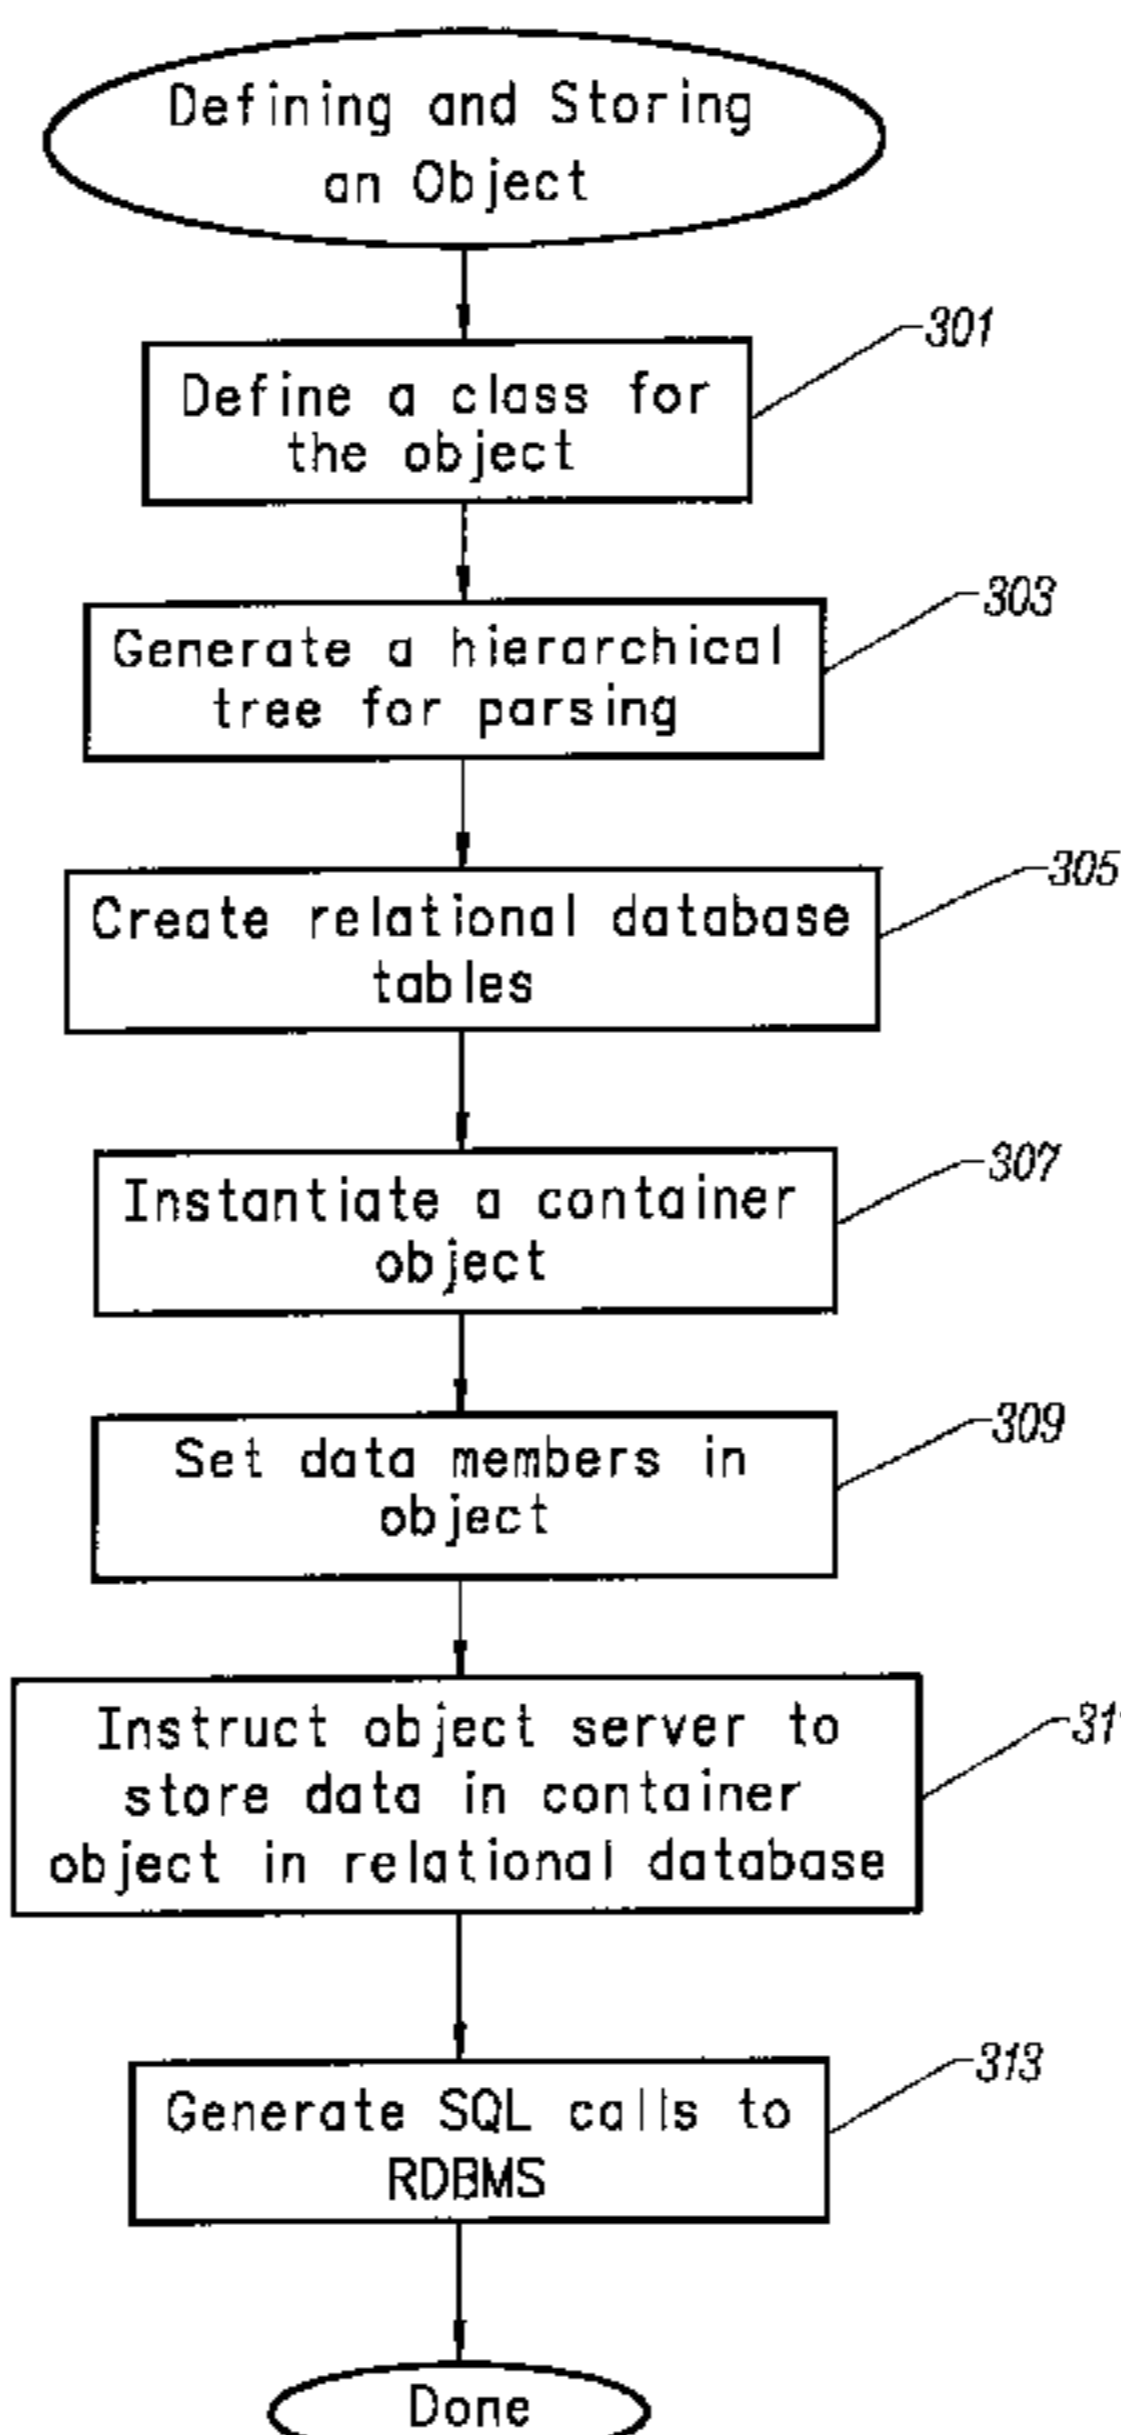 Defining and Storing
an Object
301
Define a class for
the object
303
Generate a hierarchical
tree for parsing
305
Create relational database
tables
307
Instantiate a container
object
309
Set data members in
object
Instruct object server to
store data in container
object in relational database
313
Generate SQL calls to
RDBMS
Done